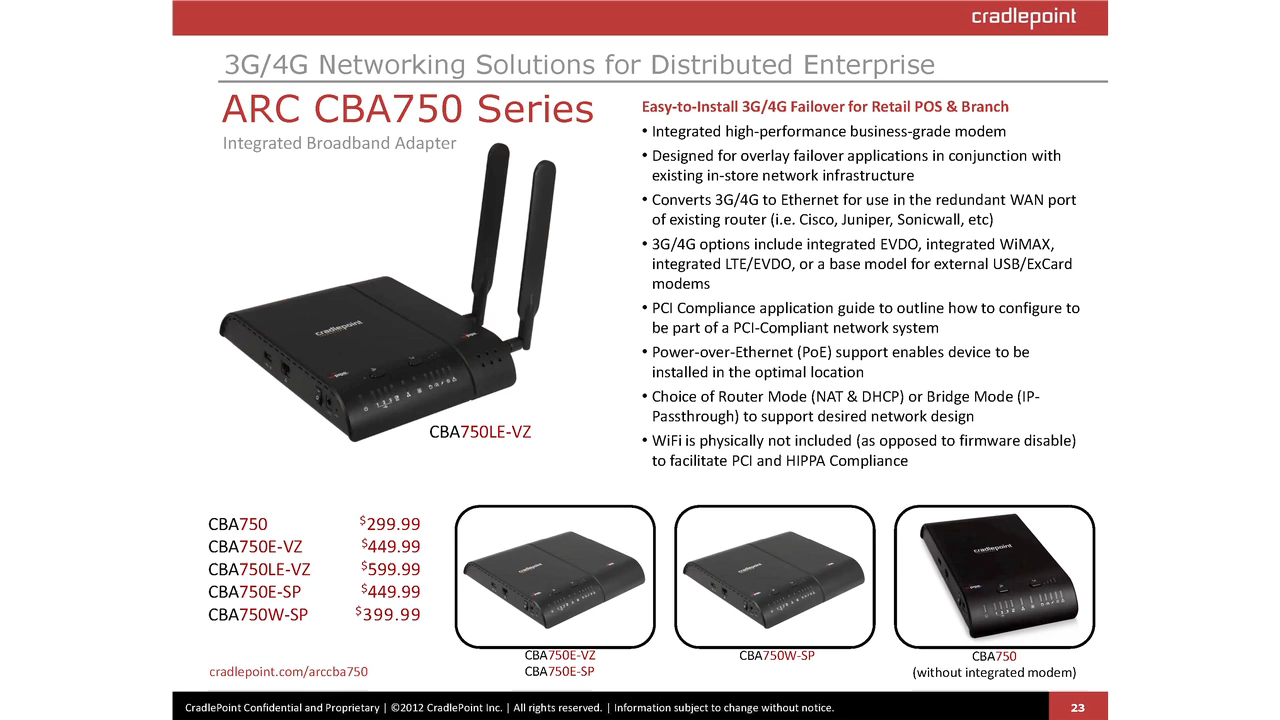 cradlepoint
3G/4G Networking Solutions for Distributed Enterprise
ARC CBA750 Series
Integrated Broadband Adapter
Easy-to-Install 3G/4G Failover for Retail POS & Branch
• Integrated high-performance business-grade modem
• Designed for overlay failover applications in conjunction with
existing in-store network infrastructure
• Converts 3G/4G to Ethernet for use in the redundant WAN port
of existing router (i.e. Cisco, Juniper, Sonicwall, etc)
• 3G/4G options include integrated EVDO, integrated WiMAX,
integrated LTE/EVDO, or a base model for external USB/ExCard
modems
• PCI Compliance application guide to outline how to configure to
be part of a PCI-Compliant network system
• Power-over-Ethernet (PoE) support enables device to be
installed in the optimal location
• Choice of Router Mode (NAT & DHCP) or Bridge Mode (IP-
Passthrough) to support desired network design
• WiFi is physically not included (as opposed to firmware disable)
to facilitate PCI and HIPPA Compliance
cradlepoint
CBA750LE-VZ
CBA750 $299.99
CBA750E-VZ $449.99
CBA750LE-VZ $599.99
CBA750E-SP $449.99
CBA750W-SP $399.99
cradlepoint.com/arccba750
cradlepoint
CBA750E-VZ
CBA750E-SP
cradlepoint
CBA750W-SP
cradlepoint
CBA750
(without integrated modem)
CradlePoint Confidential and Proprietary | ©2012 CradlePoint Inc. | All rights reserved. | Information subject to change without notice.
23